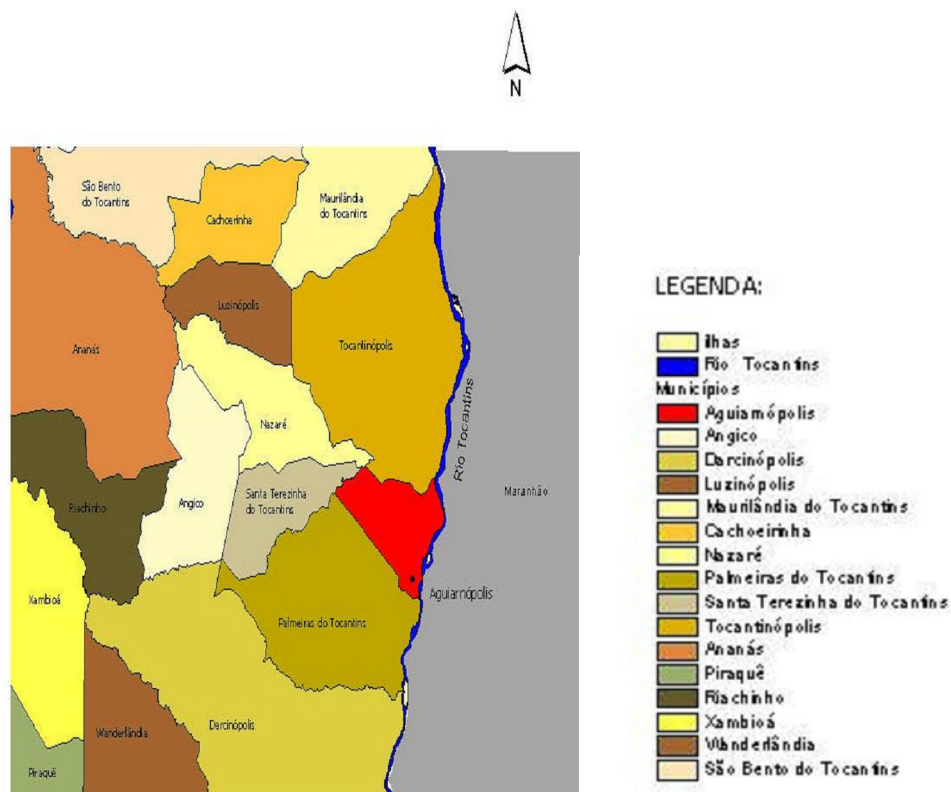 N
São Bento
do Tocantins
Cachoerinha
Maurilândia
do Tocantins
Luzinópolis
Ananás
Tocantinópolis
Nazaré
Rio Tocantins
Maranhão
Riachinho
Angico
Santa Terezinha
do Tocantins
Xambioá
Aguiarnópolis
Palmeiras do Tocantins
Wanderlândia
Darcinópolis
Piraquê
LEGENDA:
ilhas
Rio Tocantins
Municípios
Aguiarnópolis
Angico
Darcinópolis
Luzinópolis
Maurilândia do Tocantins
Cachoeirinha
Nazaré
Palmeiras do Tocantins
Santa Terezinha do Tocantins
Tocantinópolis
Ananás
Piraquê
Riachinho
Xambioá
Wanderlândia
São Bento do Tocantins